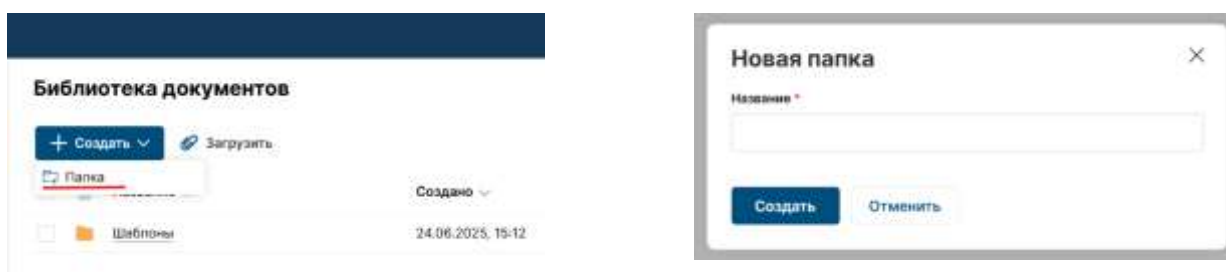 Библиотека документов
Создать
Загрузить
Папка
Создано
Шаблоны
24.06.2025, 15:12
Новая папка
Название *
Создать
Отменить